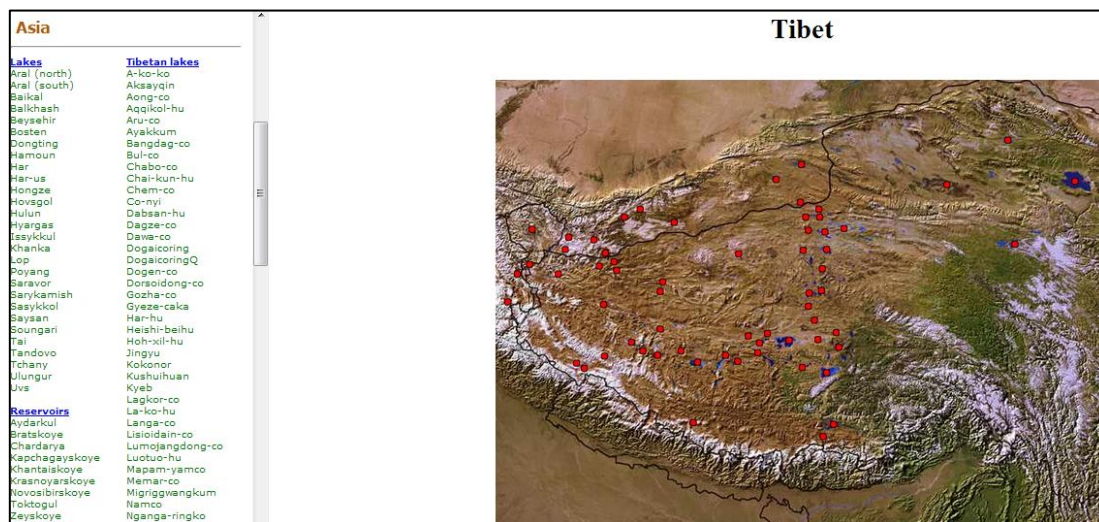 Asia
Tibet
Lakes
Aral (north)
Aral (south)
Baikal
Balkhash
Beysehir
Bosten
Dongting
Hamoun
Har
Har-us
Hongze
Hovsgol
Hulun
Hyargas
Issykkul
Khanka
Lop
Poyang
Saravor
Sarykamish
Sasykkol
Saysan
Soungari
Tai
Tandovo
Tchany
Ulungur
Uvs
Reservoirs
Aydarkul
Bratskoye
Chardarya
Kapchagayskoye
Khantaiskoye
Krasnoyarskoye
Novosibirskoye
Toktogul
Zeyskoye
Tibetan lakes
A-ko-ko
Aksayqin
Aong-co
Aqqikol-hu
Aru-co
Ayakkum
Bangdag-co
Bul-co
Chabo-co
Chai-kun-hu
Chem-co
Co-nyi
Dabsan-hu
Dagze-co
Dawa-co
Dogaicoring
DogaicoringQ
Dogen-co
Dorsoidong-co
Gozha-co
Gyeze-caka
Har-hu
Heishi-beihu
Hoh-xil-hu
Jingyu
Kokonor
Kushuihuan
Kyeb
Lagkor-co
La-ko-hu
Langa-co
Lisioidain-co
Lumojangdong-co
Luotuo-hu
Mapam-yamco
Memar-co
Migriggwangkum
Namco
Nganga-ringko